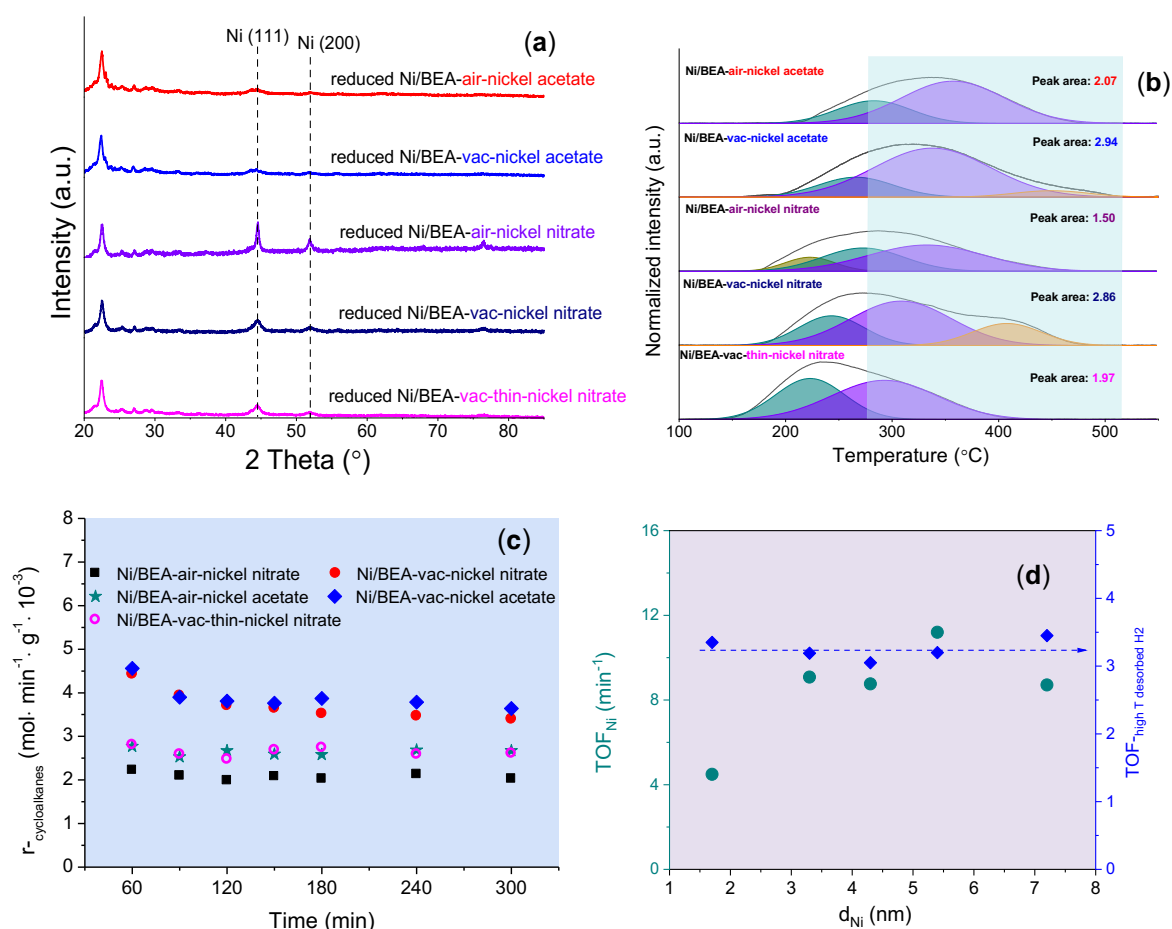 (a)
Ni (111)
Ni (200)
reduced Ni/BEA-air-nickel acetate
reduced Ni/BEA-vac-nickel acetate
reduced Ni/BEA-air-nickel nitrate
reduced Ni/BEA-vac-nickel nitrate
reduced Ni/BEA-vac-thin-nickel nitrate
Intensity (a.u.)
20 30 40 50 60 70 80
2 Theta (°)
(b)
Ni/BEA-air-nickel acetate
Peak area: 2.07
Ni/BEA-vac-nickel acetate
Peak area: 2.94
Ni/BEA-air-nickel nitrate
Peak area: 1.50
Ni/BEA-vac-nickel nitrate
Peak area: 2.86
Ni/BEA-vac-thin-nickel nitrate
Peak area: 1.97
Normalized intensity (a.u.)
100 200 300 400 500
Temperature (°C)
(c)
Ni/BEA-air-nickel nitrate
Ni/BEA-vac-nickel nitrate
Ni/BEA-air-nickel acetate
Ni/BEA-vac-nickel acetate
Ni/BEA-vac-thin-nickel nitrate
r-cycloalkanes (mol· min⁻¹· g⁻¹· 10⁻³)
8
7
6
5
4
3
2
1
0
60 120 180 240 300
Time (min)
(d)
TOF Ni (min⁻¹)
16
12
8
4
0
TOF-high T desorbed H2
5
4
3
2
1
0
1 2 3 4 5 6 7 8
d Ni (nm)